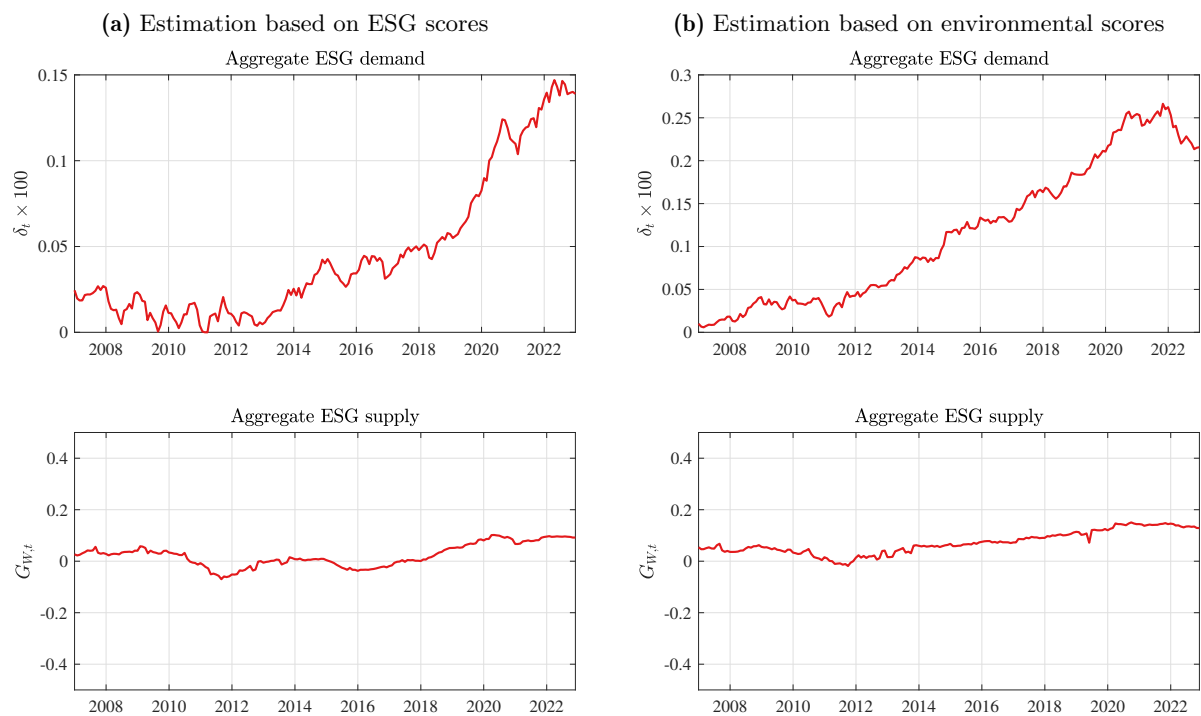 (a) Estimation based on ESG scores
Aggregate ESG demand
0.15
0.1
0.05
0
δt × 100
2008 2010 2012 2014 2016 2018 2020 2022
Aggregate ESG supply
0.4
0.2
0
-0.2
-0.4
GW,t
2008 2010 2012 2014 2016 2018 2020 2022
(b) Estimation based on environmental scores
Aggregate ESG demand
0.3
0.25
0.2
0.15
0.1
0.05
0
δt × 100
2008 2010 2012 2014 2016 2018 2020 2022
Aggregate ESG supply
0.4
0.2
0
-0.2
-0.4
GW,t
2008 2010 2012 2014 2016 2018 2020 2022